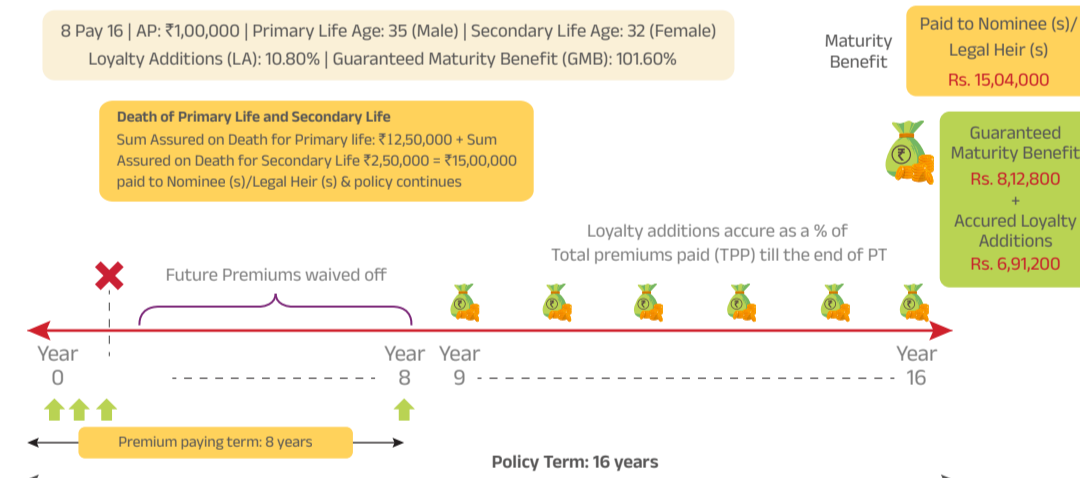 8 Pay 16 | AP: ₹1,00,000 | Primary Life Age: 35 (Male) | Secondary Life Age: 32 (Female)
Loyalty Additions (LA): 10.80% | Guaranteed Maturity Benefit (GMB): 101.60%
Maturity
Benefit
Paid to Nominee (s)/
Legal Heir (s)
Rs. 15,04,000
Death of Primary Life and Secondary Life
Sum Assured on Death for Primary life: ₹12,50,000 + Sum
Assured on Death for Secondary Life ₹2,50,000 = ₹15,00,000
paid to Nominee (s)/Legal Heir (s) & policy continues
Guaranteed
Maturity Benefit
Rs. 8,12,800
+
Accured Loyalty
Additions
Rs. 6,91,200
Loyalty additions accure as a % of
Total premiums paid (TPP) till the end of PT
Future Premiums waived off
Year
0
Year
8
Year
9
Year
16
Premium paying term: 8 years
Policy Term: 16 years